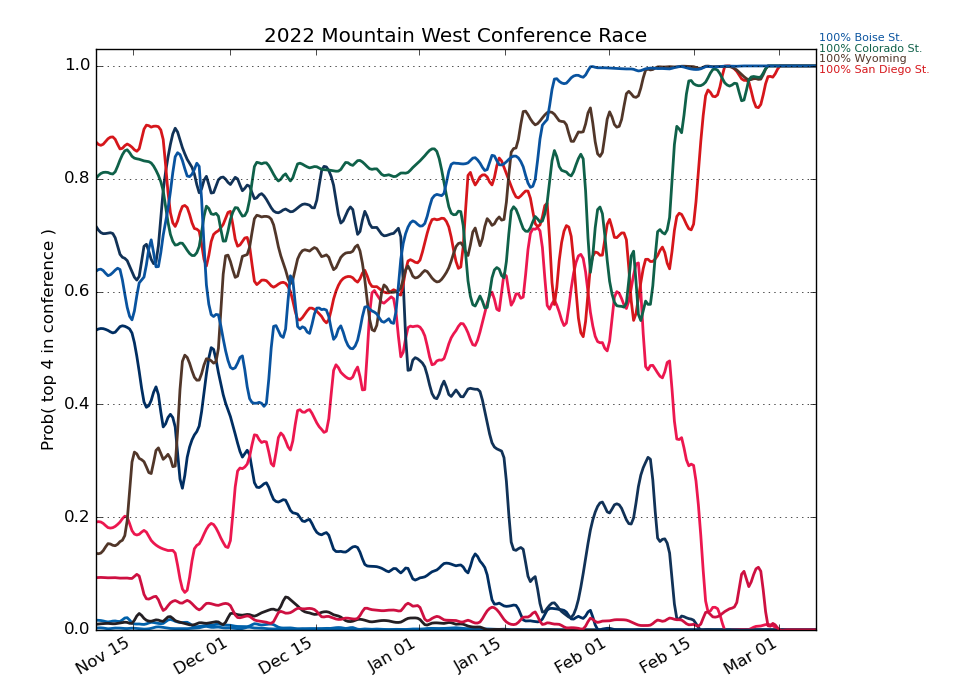 2022 Mountain West Conference Race
100% Boise St.
100% Colorado St.
100% Wyoming
100% San Diego St.
Prob( top 4 in conference )
1.0
0.8
0.6
0.4
0.2
0.0
Nov 15
Dec 01
Dec 15
Jan 01
Jan 15
Feb 01
Feb 15
Mar 01